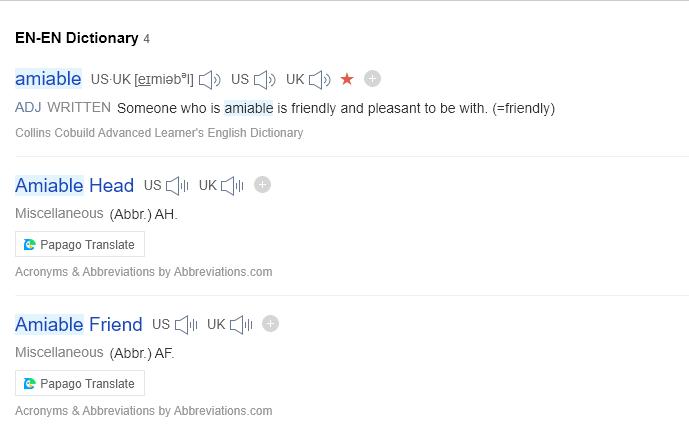 EN-EN Dictionary 4
amiable US·UK [eɪmiəbᵊl] US UK
ADJ WRITTEN Someone who is amiable is friendly and pleasant to be with. (=friendly)
Collins Cobuild Advanced Learner's English Dictionary
Amiable Head US UK
Miscellaneous (Abbr.) AH.
Papago Translate
Acronyms & Abbreviations by Abbreviations.com
Amiable Friend US UK
Miscellaneous (Abbr.) AF.
Papago Translate
Acronyms & Abbreviations by Abbreviations.com